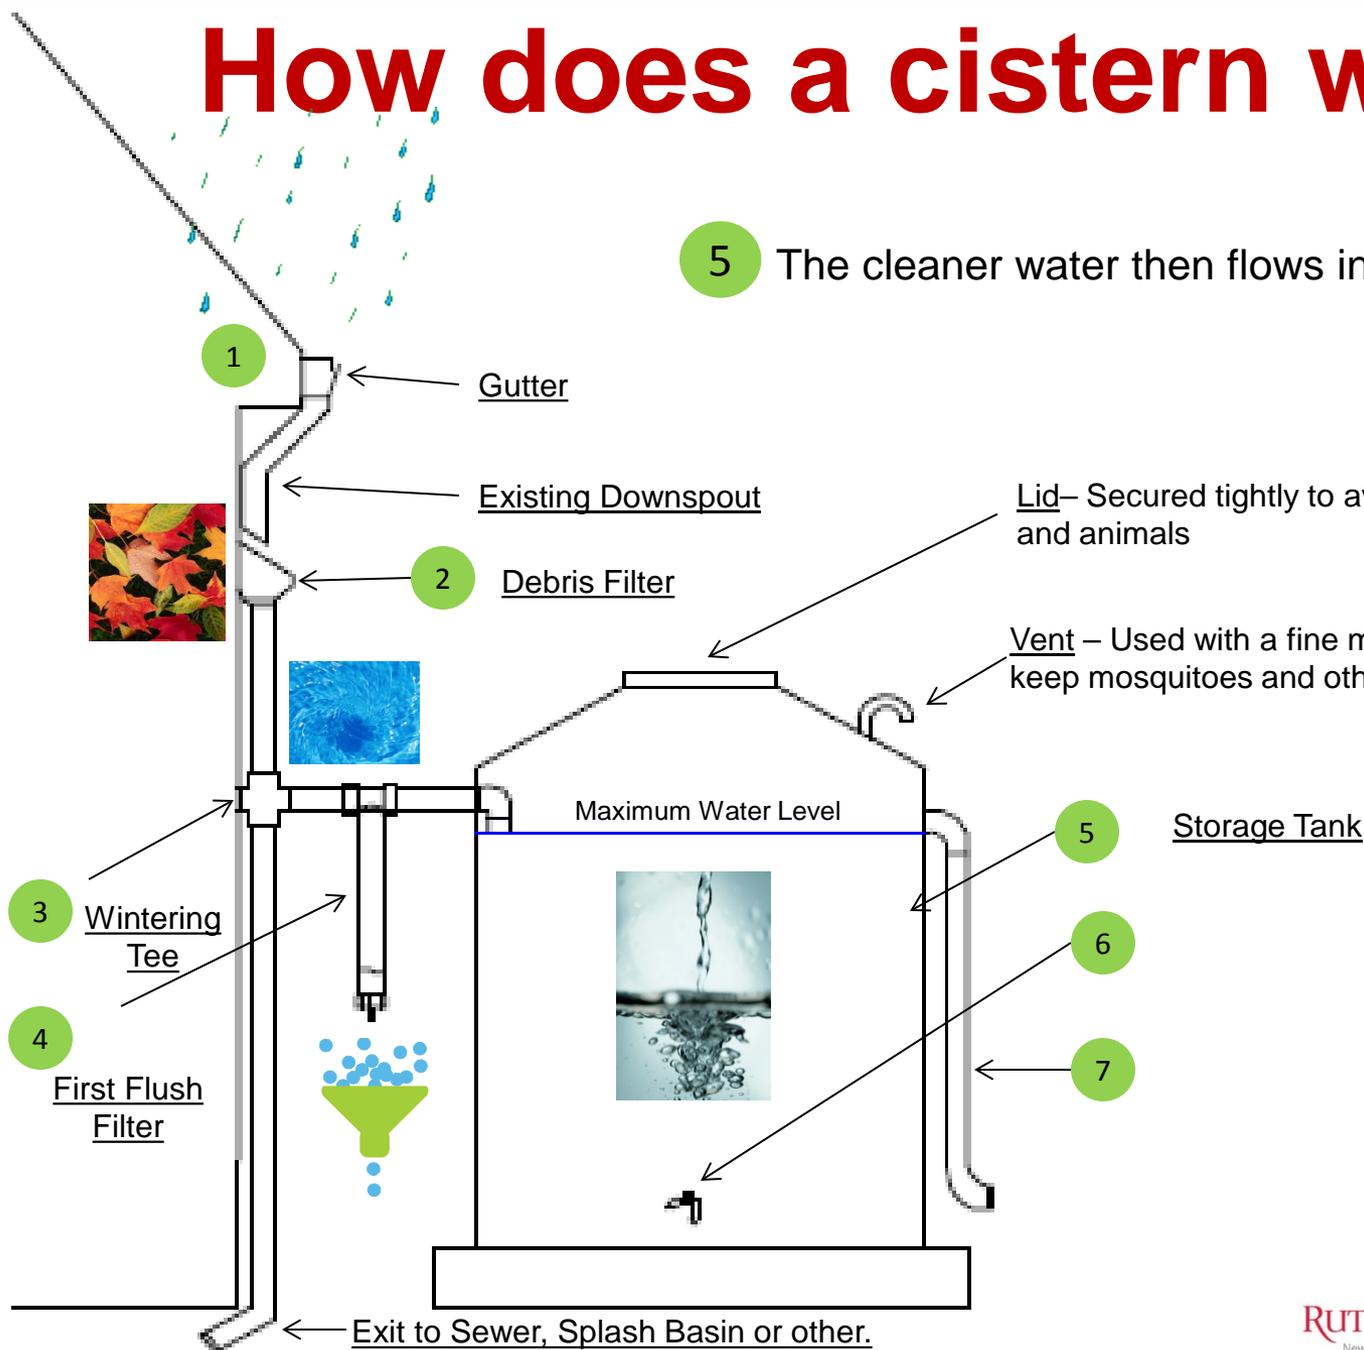 How does a cistern w
5 The cleaner water then flows in
1
Gutter
Existing Downspout
Lid– Secured tightly to av
and animals
2 Debris Filter
Vent – Used with a fine m
keep mosquitoes and oth
Maximum Water Level
5 Storage Tank
3 Wintering
Tee
6
4
7
First Flush
Filter
Exit to Sewer, Splash Basin or other.
RUT
New